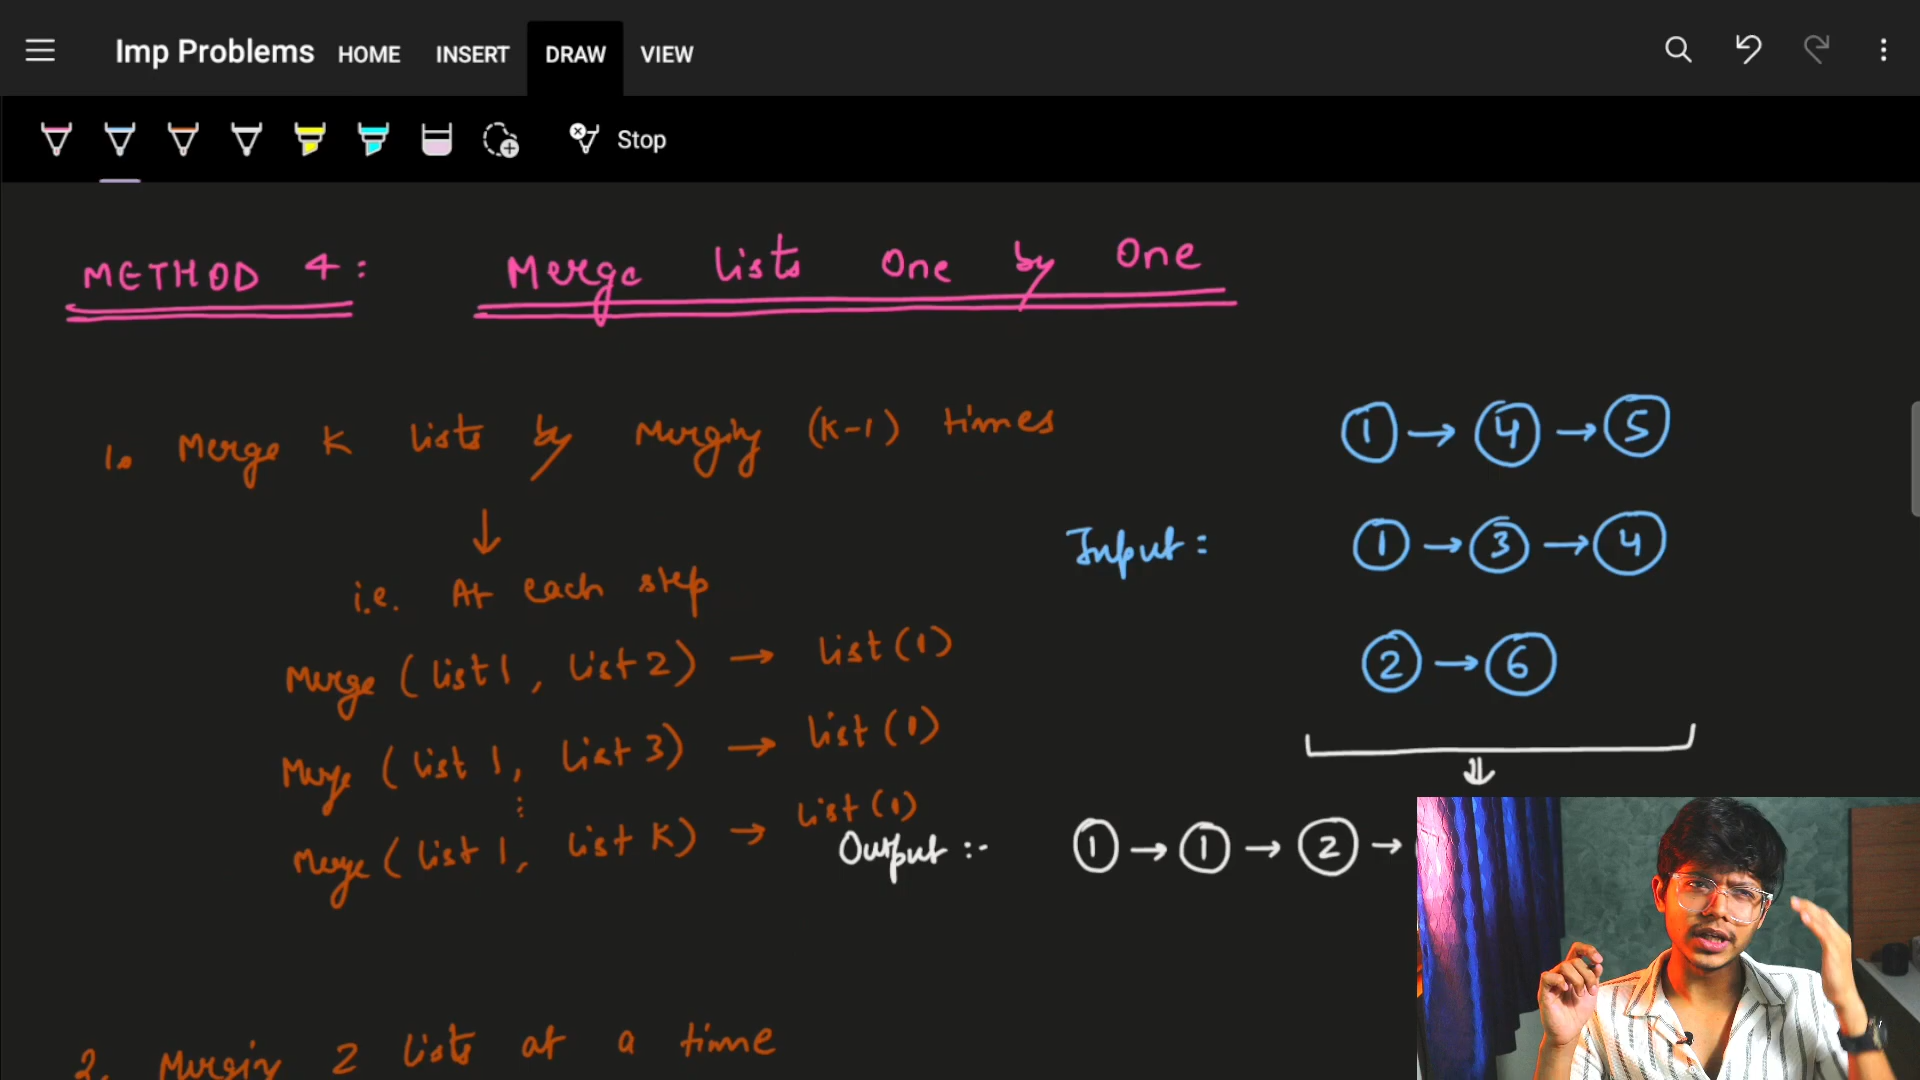 Imp Problems HOME INSERT DRAW VIEW
Stop
METHOD 4: Merge lists One by One
1. Merge K lists by Merging (K-1) times
↓
i.e. At each step
Merge (list 1, list 2) → list (1)
Merge (list 1, list 3) → list (1)
⋮
Merge (list 1, list K) → list (1)
Input:
1 → 4 → 5
1 → 3 → 4
2 → 6
⇓
Output :- 1 → 1 → 2 →
2. Merging 2 lists at a time